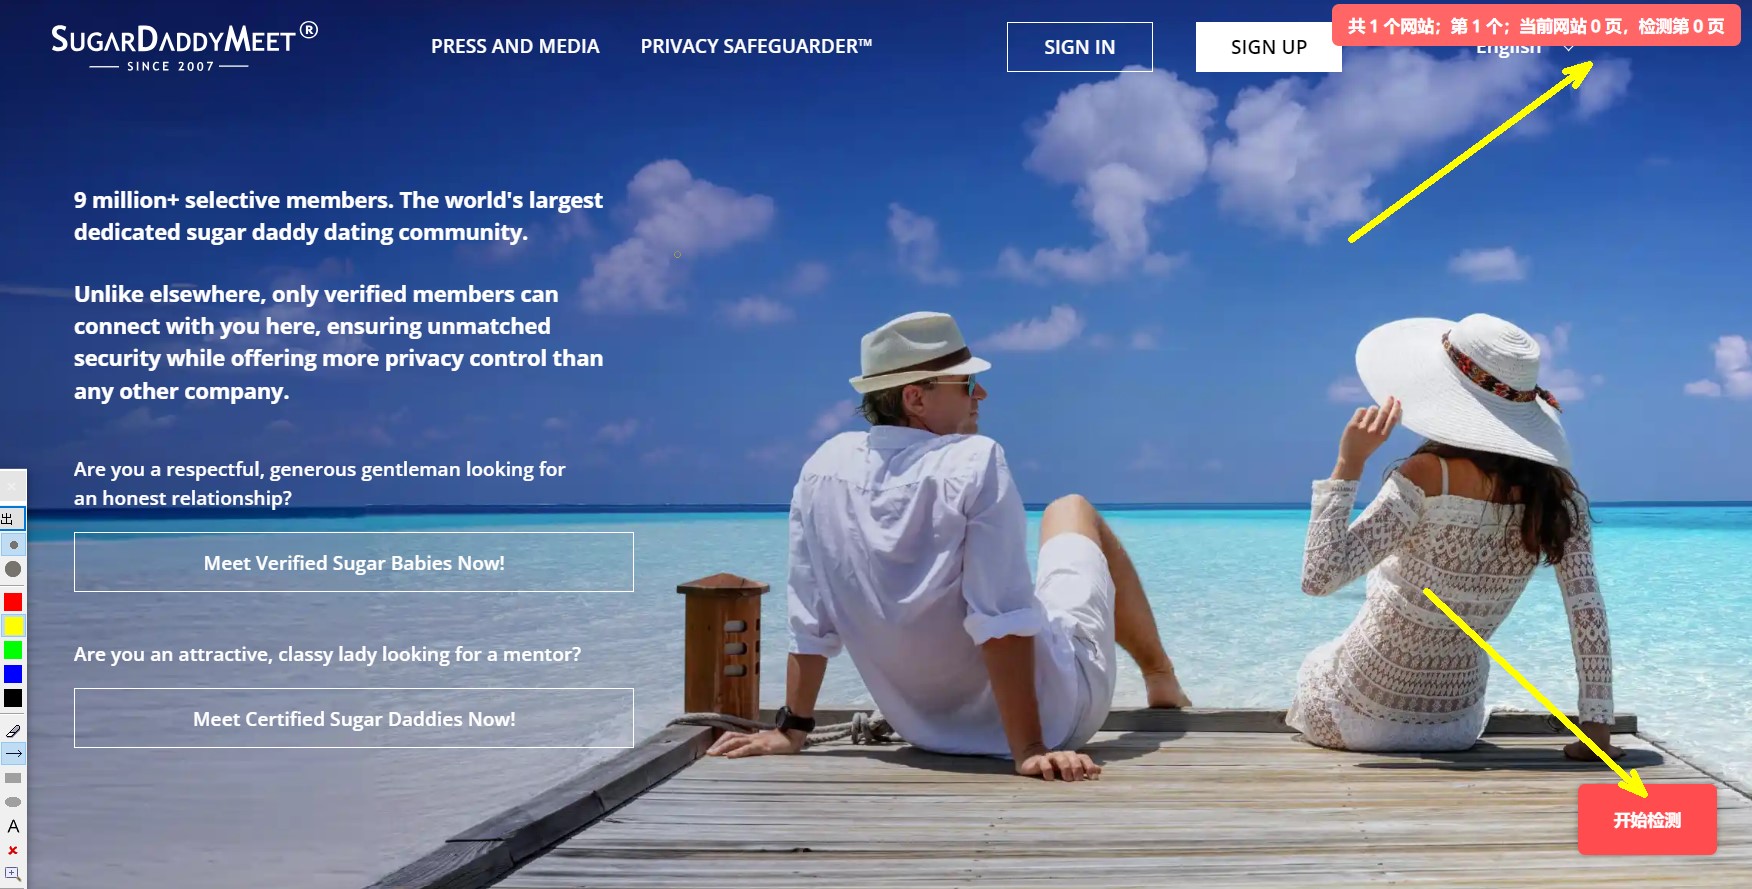 SUGARDADDYMEET®
SINCE 2007
PRESS AND MEDIA
PRIVACY SAFEGUARDER™
SIGN IN
SIGN UP
共 1 个网站；第 1 个；当前网站 0 页，检测第 0 页
English
9 million+ selective members. The world's largest
dedicated sugar daddy dating community.
Unlike elsewhere, only verified members can
connect with you here, ensuring unmatched
security while offering more privacy control than
any other company.
Are you a respectful, generous gentleman looking for
an honest relationship?
Meet Verified Sugar Babies Now!
Are you an attractive, classy lady looking for a mentor?
Meet Certified Sugar Daddies Now!
出
A
开始检测